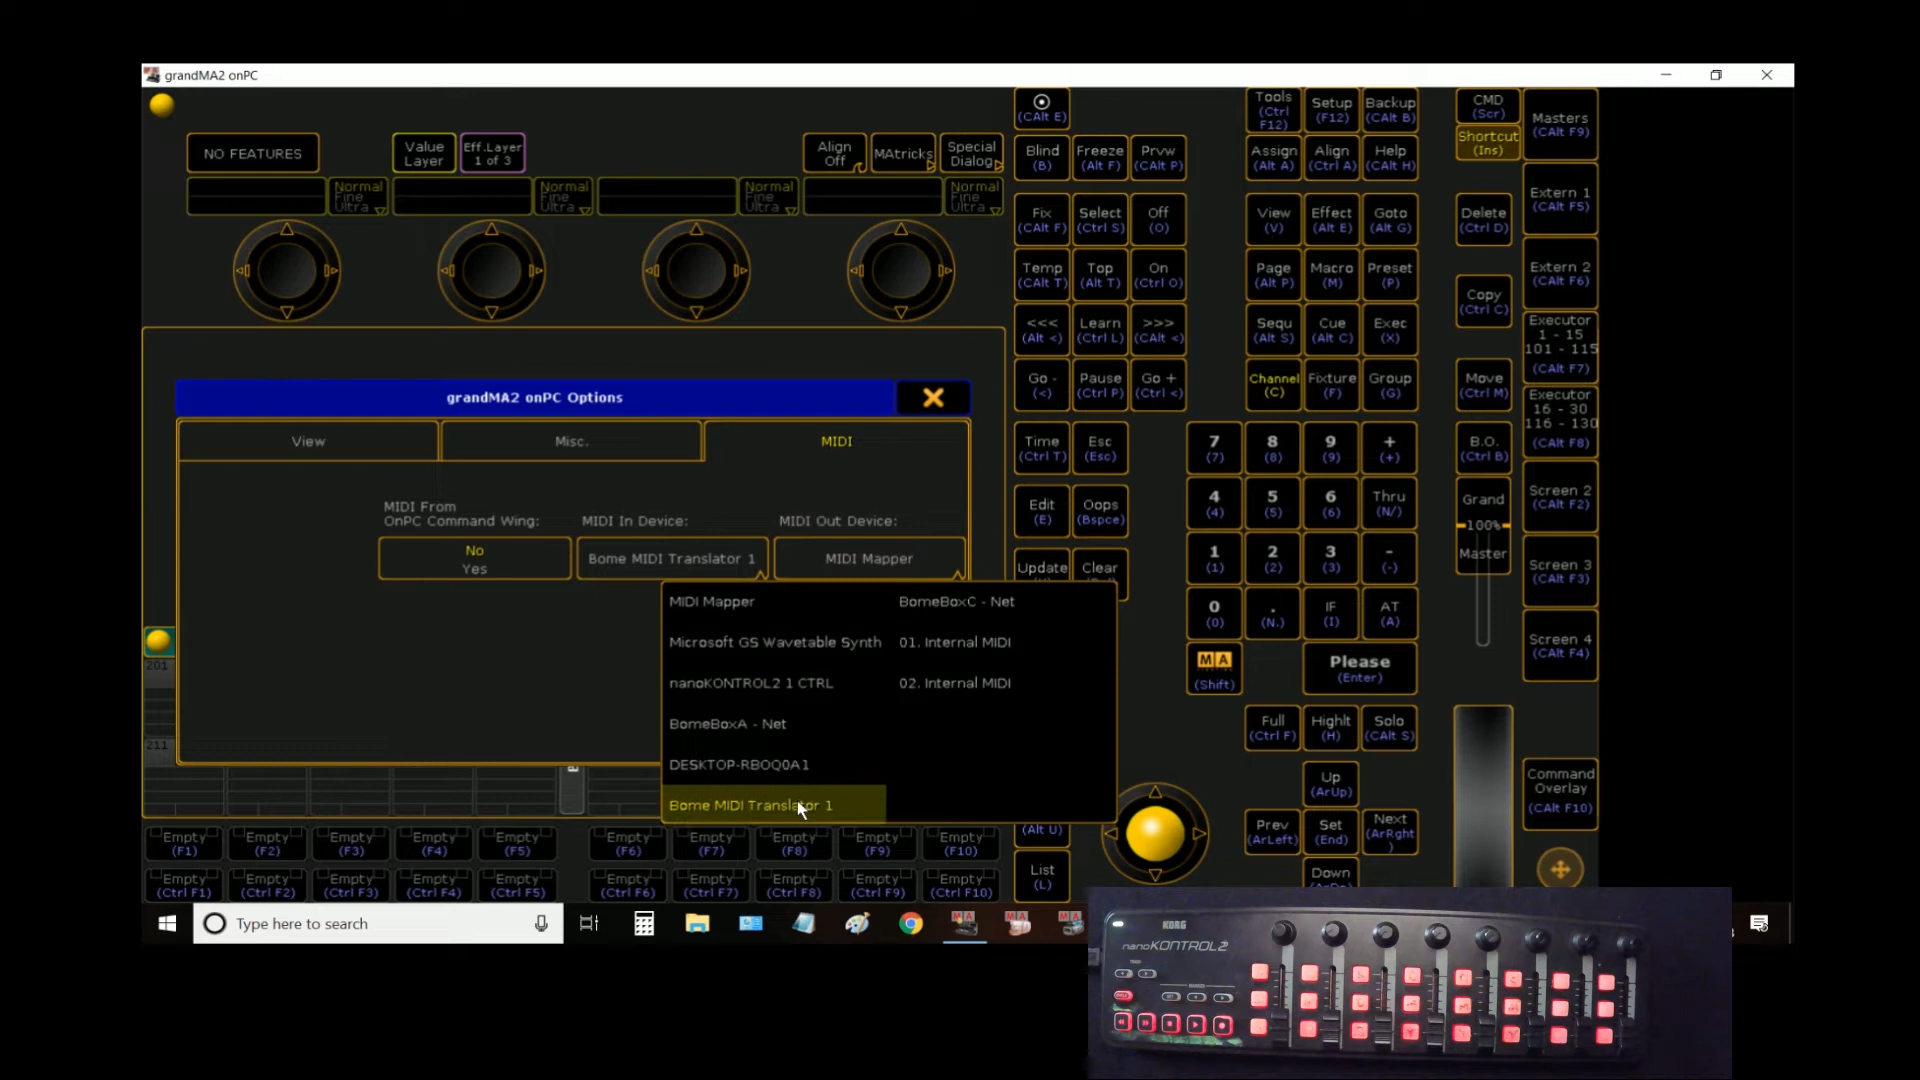 grandMA2 onPC
NO FEATURES
Value
Layer
Eff.Layer
1 of 3
Align
Off
MAtricks
Special
Dialog
Normal
Fine
Ultra
Normal
Fine
Ultra
Normal
Fine
Ultra
Normal
Fine
Ultra
(CAlt E)
Tools
(Ctrl
F12)
Setup
(F12)
Backup
(CAlt B)
CMD
(Scr)
Masters
(CAlt F9)
Shortcut
(Ins)
Blind
(B)
Freeze
(Alt F)
Prvw
(CAlt P)
Assign
(Alt A)
Align
(Ctrl A)
Help
(CAlt H)
Extern 1
(CAlt F5)
Fix
(CAlt F)
Select
(Ctrl S)
Off
(O)
View
(V)
Effect
(Alt E)
Goto
(Alt G)
Delete
(Ctrl D)
Extern 2
(CAlt F6)
Temp
(CAlt T)
Top
(Alt T)
On
(Ctrl O)
Page
(Alt P)
Macro
(M)
Preset
(P)
Copy
(Ctrl C)
<<<
(Alt <)
Learn
(Ctrl L)
>>>
(CAlt <)
Sequ
(Alt S)
Cue
(Alt C)
Exec
(X)
Executor
1 - 15
101 - 115
(CAlt F7)
Go -
(<)
Pause
(Ctrl P)
Go +
(Ctrl <)
Channel
(C)
Fixture
(F)
Group
(G)
Move
(Ctrl M)
Executor
16 - 30
116 - 130
(CAlt F8)
Time
(Ctrl T)
Esc
(Esc)
7
(7)
8
(8)
9
(9)
+
(+)
B.O.
(Ctrl B)
Edit
(E)
Oops
(Bspce)
4
(4)
5
(5)
6
(6)
Thru
(N/)
Grand
100%
Master
Screen 2
(CAlt F2)
Update
Clear
1
(1)
2
(2)
3
(3)
-
(-)
Screen 3
(CAlt F3)
0
(0)
.
(N.)
IF
(I)
AT
(A)
Screen 4
(CAlt F4)
MA
(Shift)
Please
(Enter)
Full
(Ctrl F)
Highlt
(H)
Solo
(CAlt S)
Up
(ArUp)
Command
Overlay
(CAlt F10)
Prev
(ArLeft)
Set
(End)
Next
(ArRght
)
Down
(Alt U)
List
(L)
grandMA2 onPC Options
View
Misc.
MIDI
MIDI From
OnPC Command Wing:
MIDI In Device:
MIDI Out Device:
No
Yes
Bome MIDI Translator 1
MIDI Mapper
MIDI Mapper
Microsoft GS Wavetable Synth
nanoKONTROL2 1 CTRL
BomeBoxA - Net
DESKTOP-RBOQ0A1
Bome MIDI Translator 1
BomeBoxC - Net
01. Internal MIDI
02. Internal MIDI
201
211
Empty
(F1)
Empty
(F2)
Empty
(F3)
Empty
(F4)
Empty
(F5)
Empty
(F6)
Empty
(F7)
Empty
(F8)
Empty
(F9)
Empty
(F10)
Empty
(Ctrl F1)
Empty
(Ctrl F2)
Empty
(Ctrl F3)
Empty
(Ctrl F4)
Empty
(Ctrl F5)
Empty
(Ctrl F6)
Empty
(Ctrl F7)
Empty
(Ctrl F8)
Empty
(Ctrl F9)
Empty
(Ctrl F10)
Type here to search
KORG
nanoKONTROL2